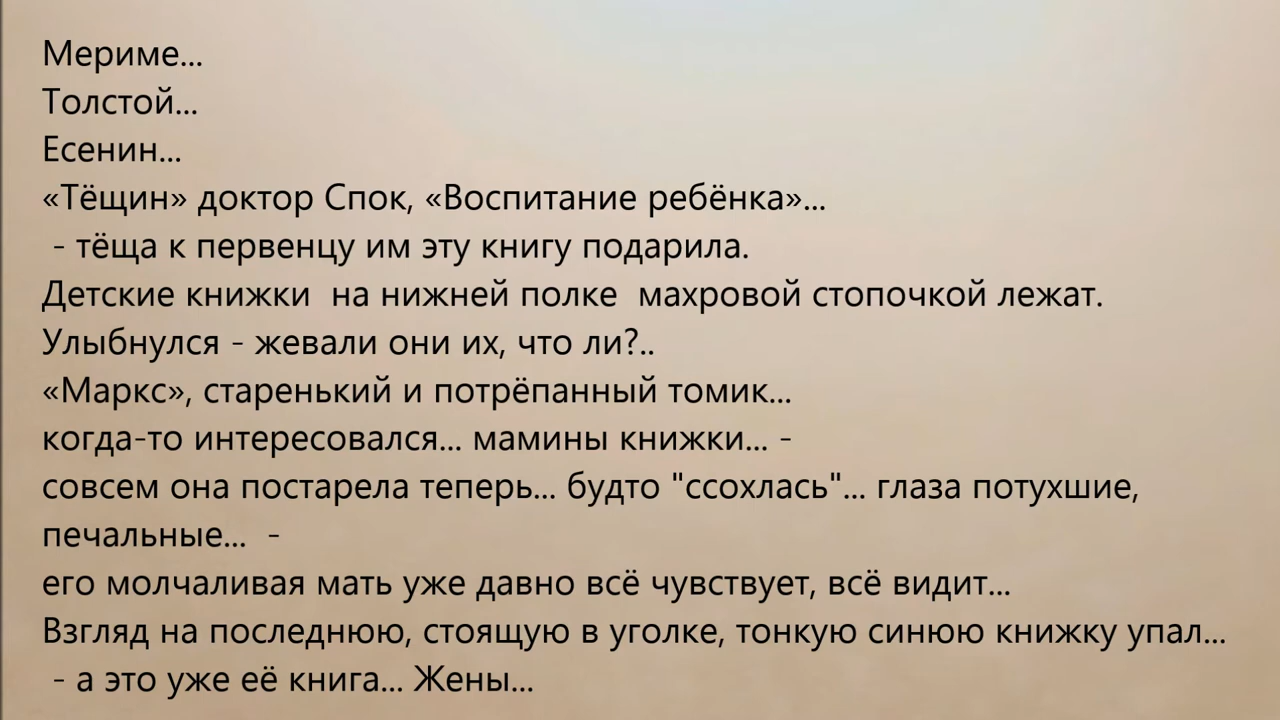 Мериме...
Толстой...
Есенин...
«Тёщин» доктор Спок, «Воспитание ребёнка»...
- тёща к первенцу им эту книгу подарила.
Детские книжки  на нижней полке  махровой стопочкой лежат.
Улыбнулся - жевали они их, что ли?..
«Маркс», старенький и потрёпанный томик...
когда-то интересовался... мамины книжки... -
совсем она постарела теперь... будто "ссохлась"... глаза потухшие,
печальные...  -
его молчаливая мать уже давно всё чувствует, всё видит...
Взгляд на последнюю, стоящую в уголке, тонкую синюю книжку упал...
- а это уже её книга... Жены...